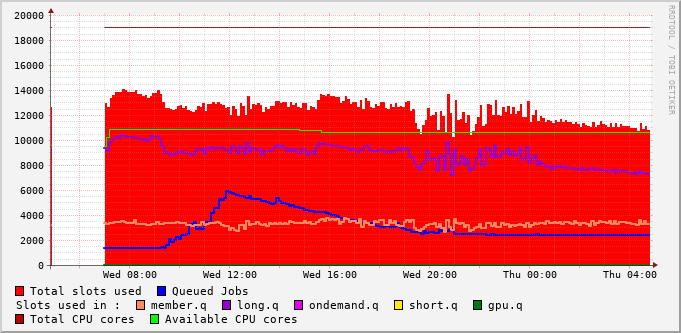 20000
18000
16000
14000
12000
10000
8000
6000
4000
2000
0
Wed 08:00 Wed 12:00 Wed 16:00 Wed 20:00 Thu 00:00 Thu 04:00
Total slots used Queued Jobs
Slots used in : member.q long.q ondemand.q short.q gpu.q
Total CPU cores Available CPU cores
RRDTOOL / TOBI OETIKER